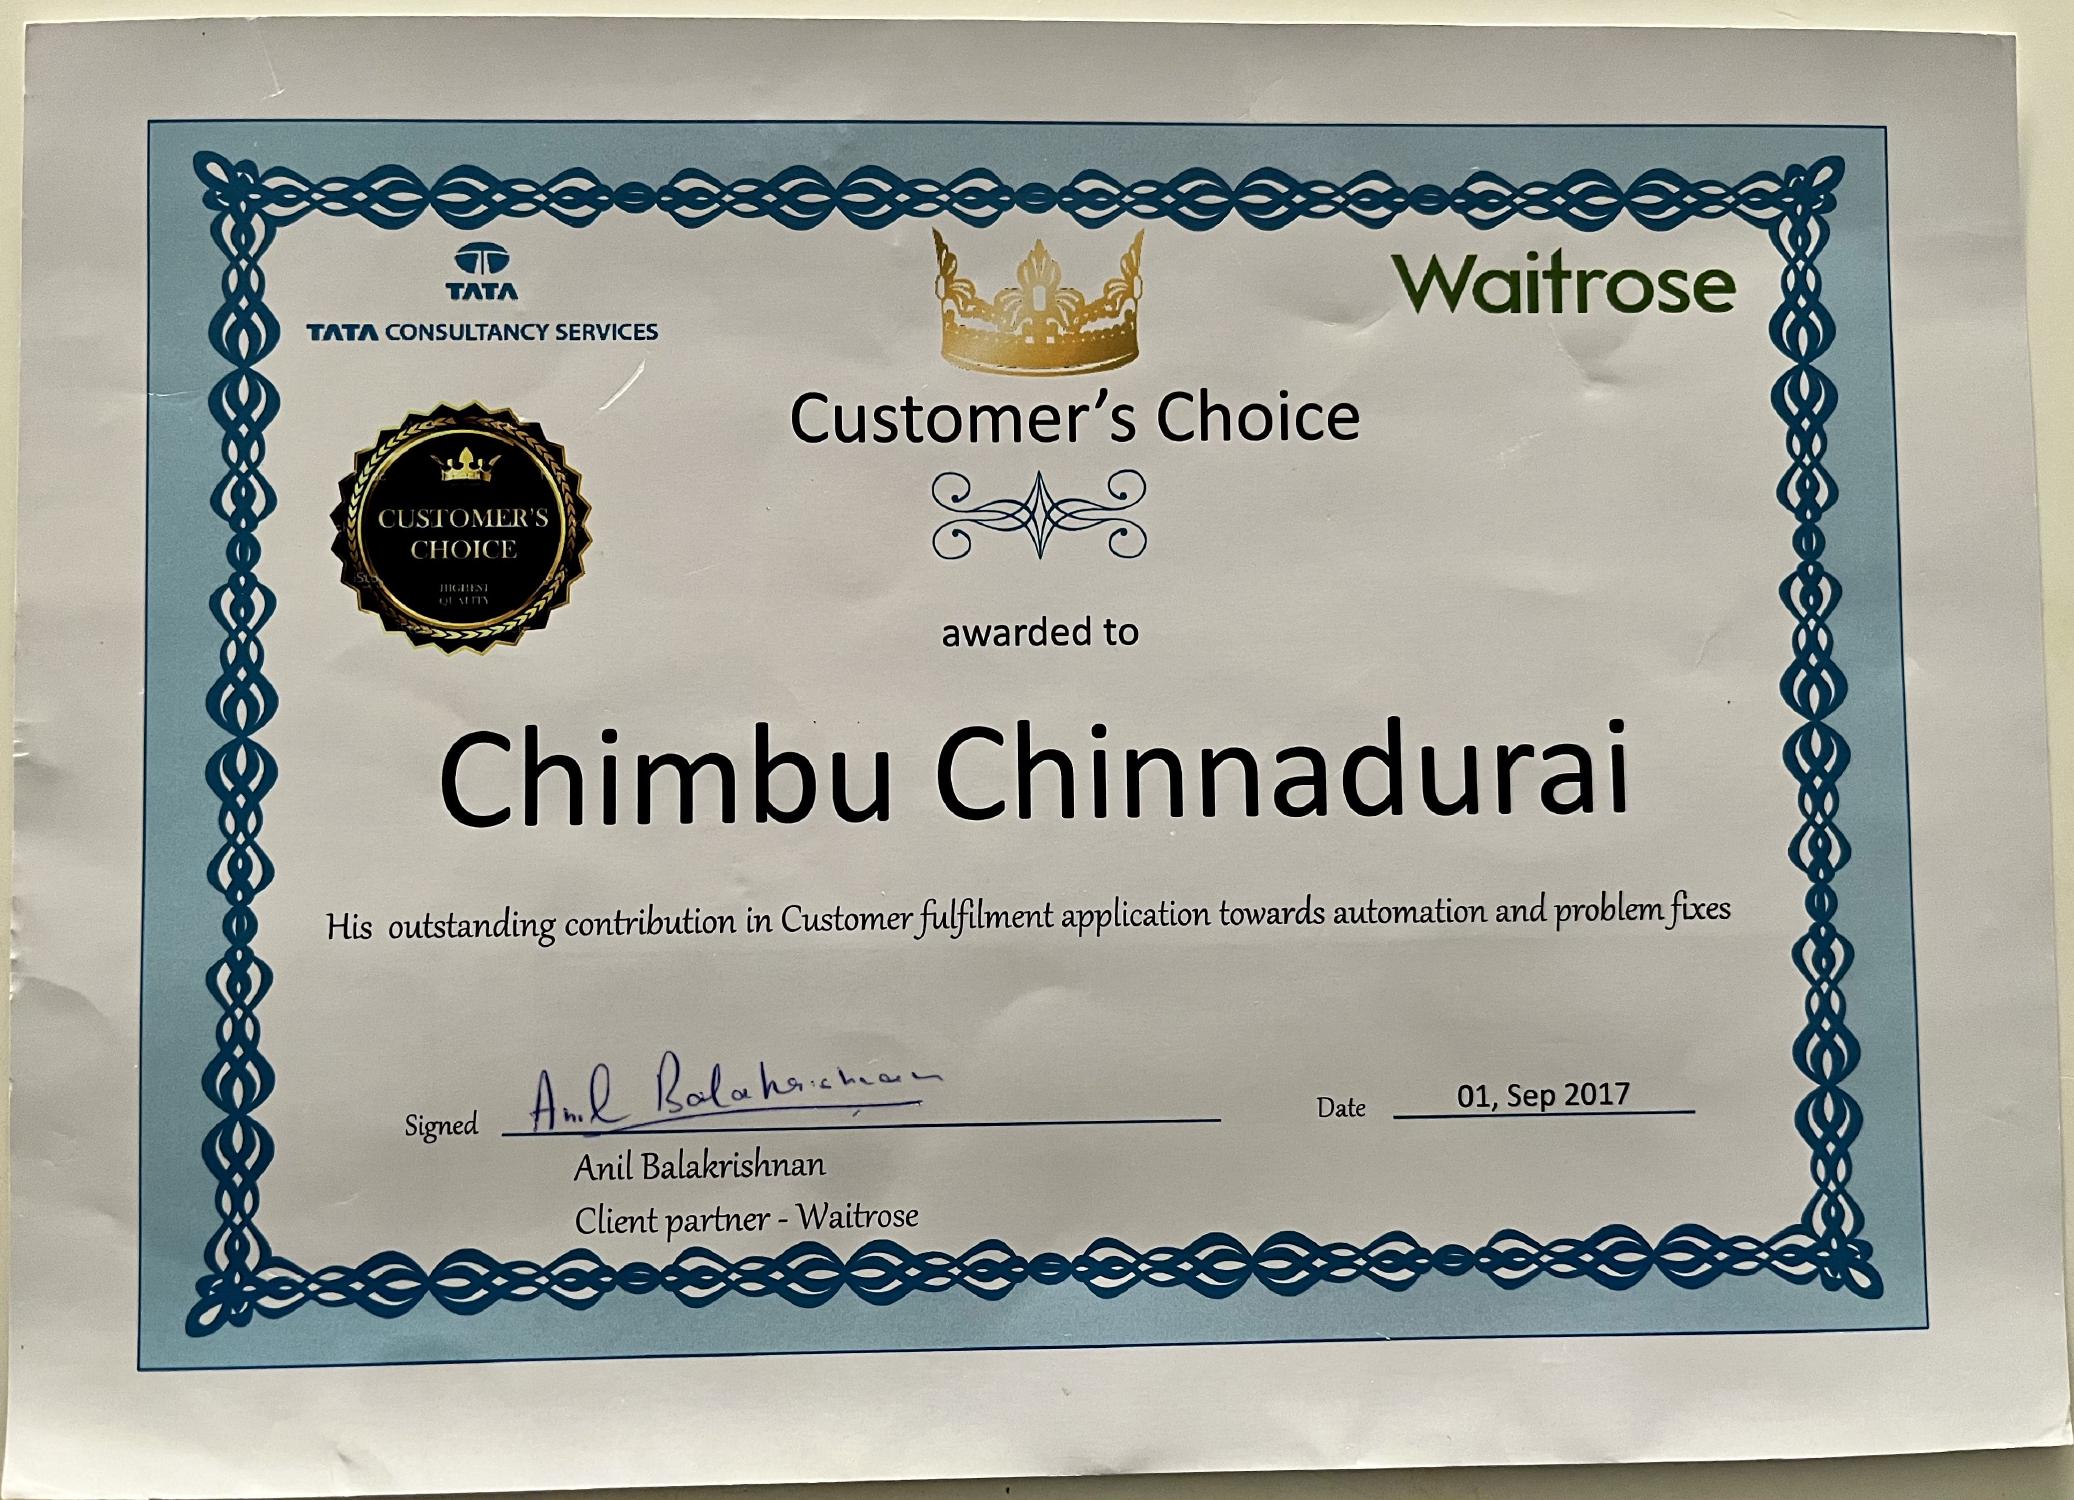 TATA
TATA CONSULTANCY SERVICES
Waitrose
Customer's Choice
CUSTOMER'S
CHOICE
HIGHEST
QUALITY
awarded to
Chimbu Chinnadurai
His outstanding contribution in Customer fulfilment application towards automation and problem fixes
Signed Anil Balakrishnan
Date 01, Sep 2017
Anil Balakrishnan
Client partner - Waitrose